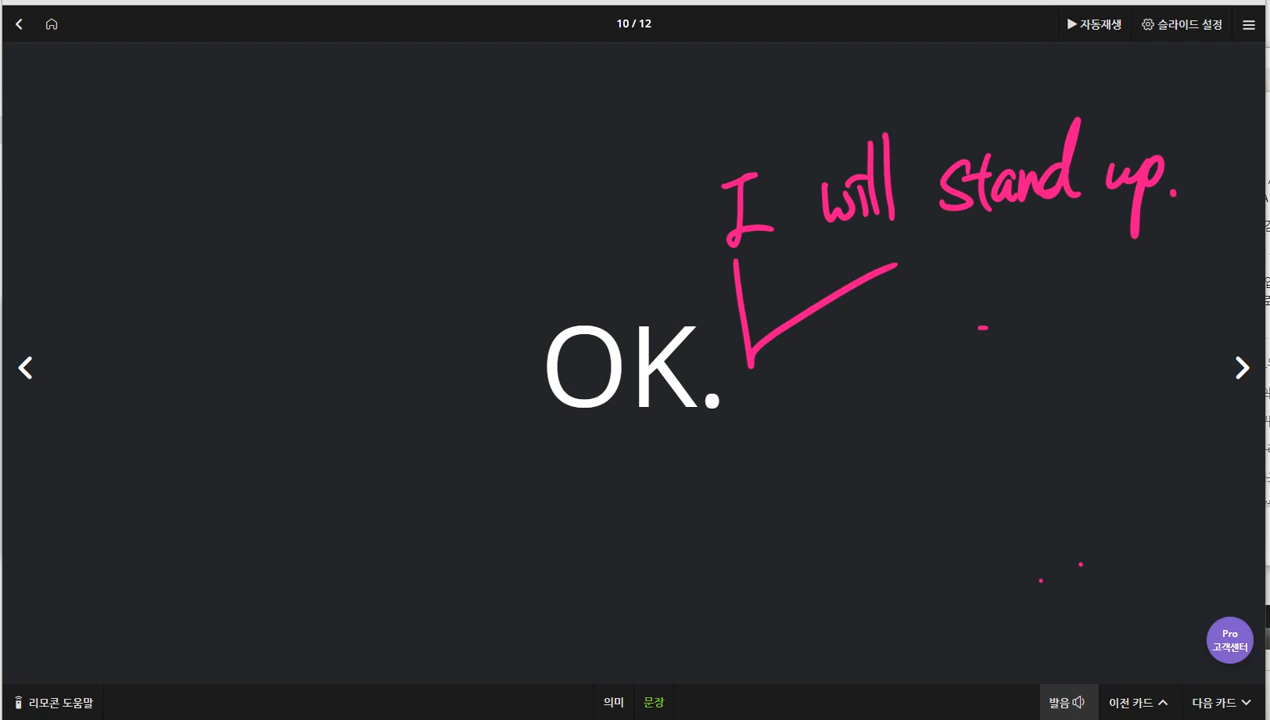 10 / 12
자동재생
슬라이드 설정
I will stand up.
OK.
Pro
고객센터
리모콘 도움말
의미
문장
발음
이전 카드
다음 카드